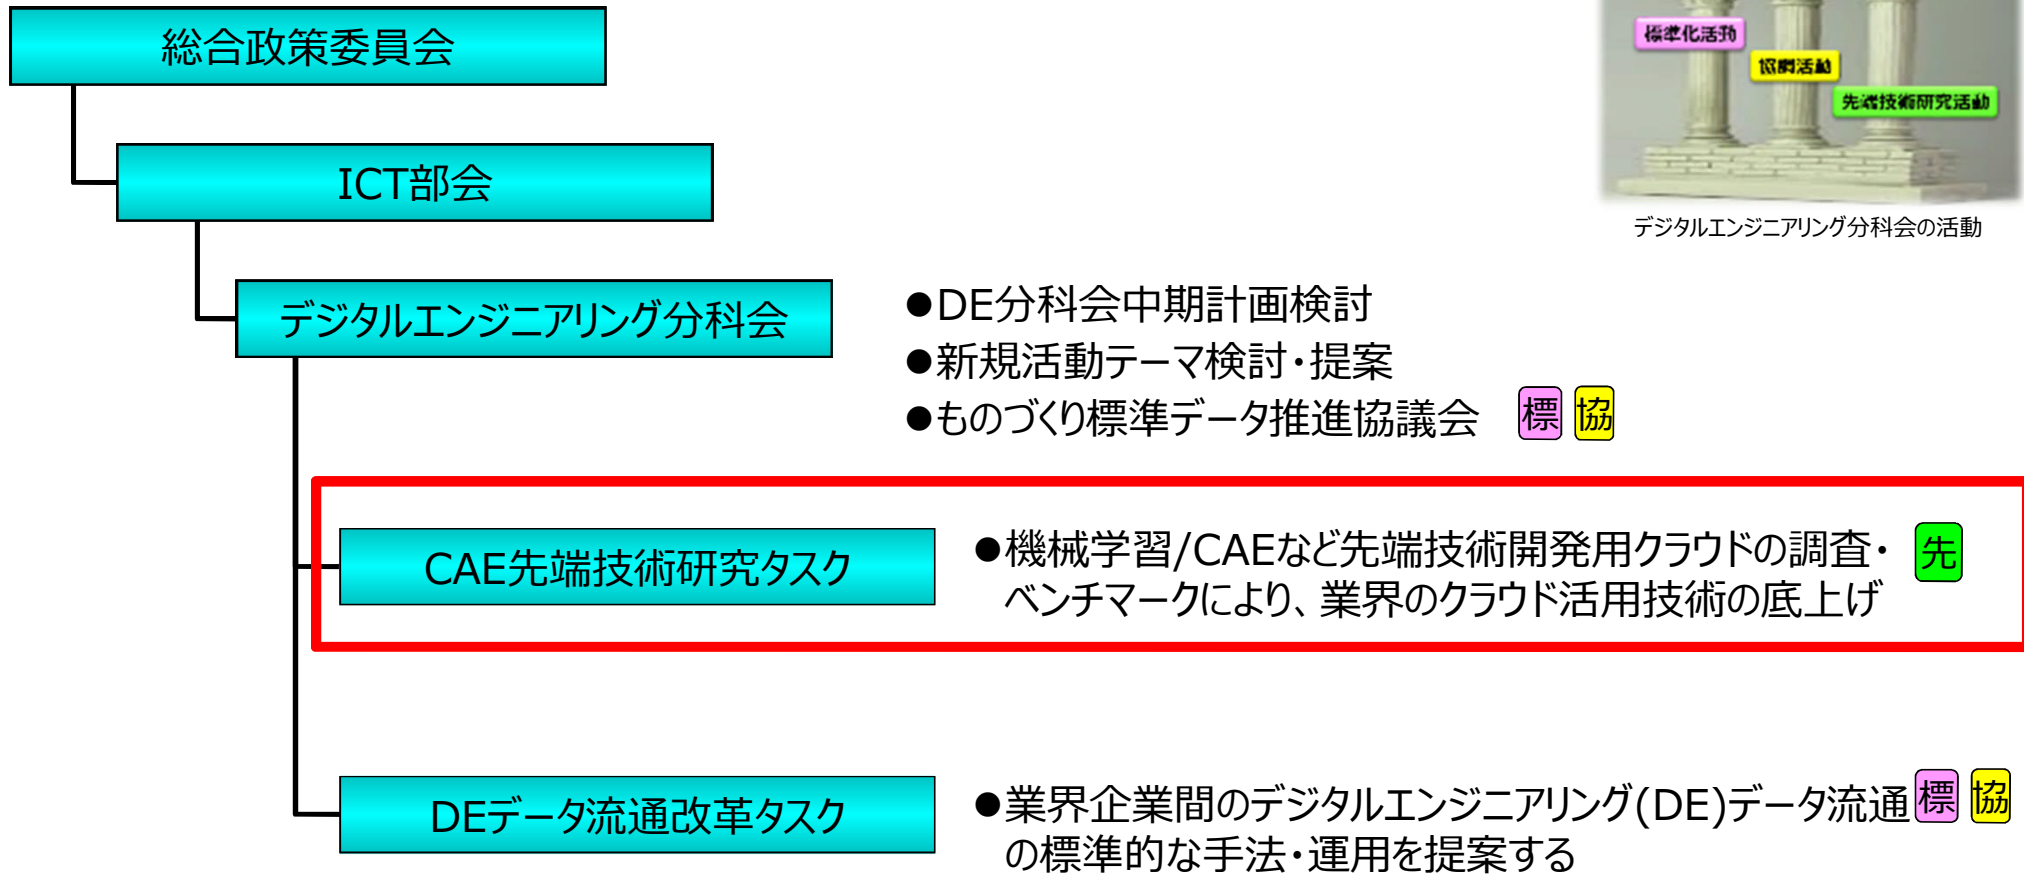 総合政策委員会
標準化活動
協調活動
先端技術研究活動
ICT部会
デジタルエンジニアリング分科会の活動
デジタルエンジニアリング分科会
●DE分科会中期計画検討
●新規活動テーマ検討・提案
●ものづくり標準データ推進協議会 標 協
CAE先端技術研究タスク
●機械学習/CAEなど先端技術開発用クラウドの調査・ 先
ベンチマークにより、業界のクラウド活用技術の底上げ
DEデータ流通改革タスク
●業界企業間のデジタルエンジニアリング(DE)データ流通 標 協
の標準的な手法・運用を提案する